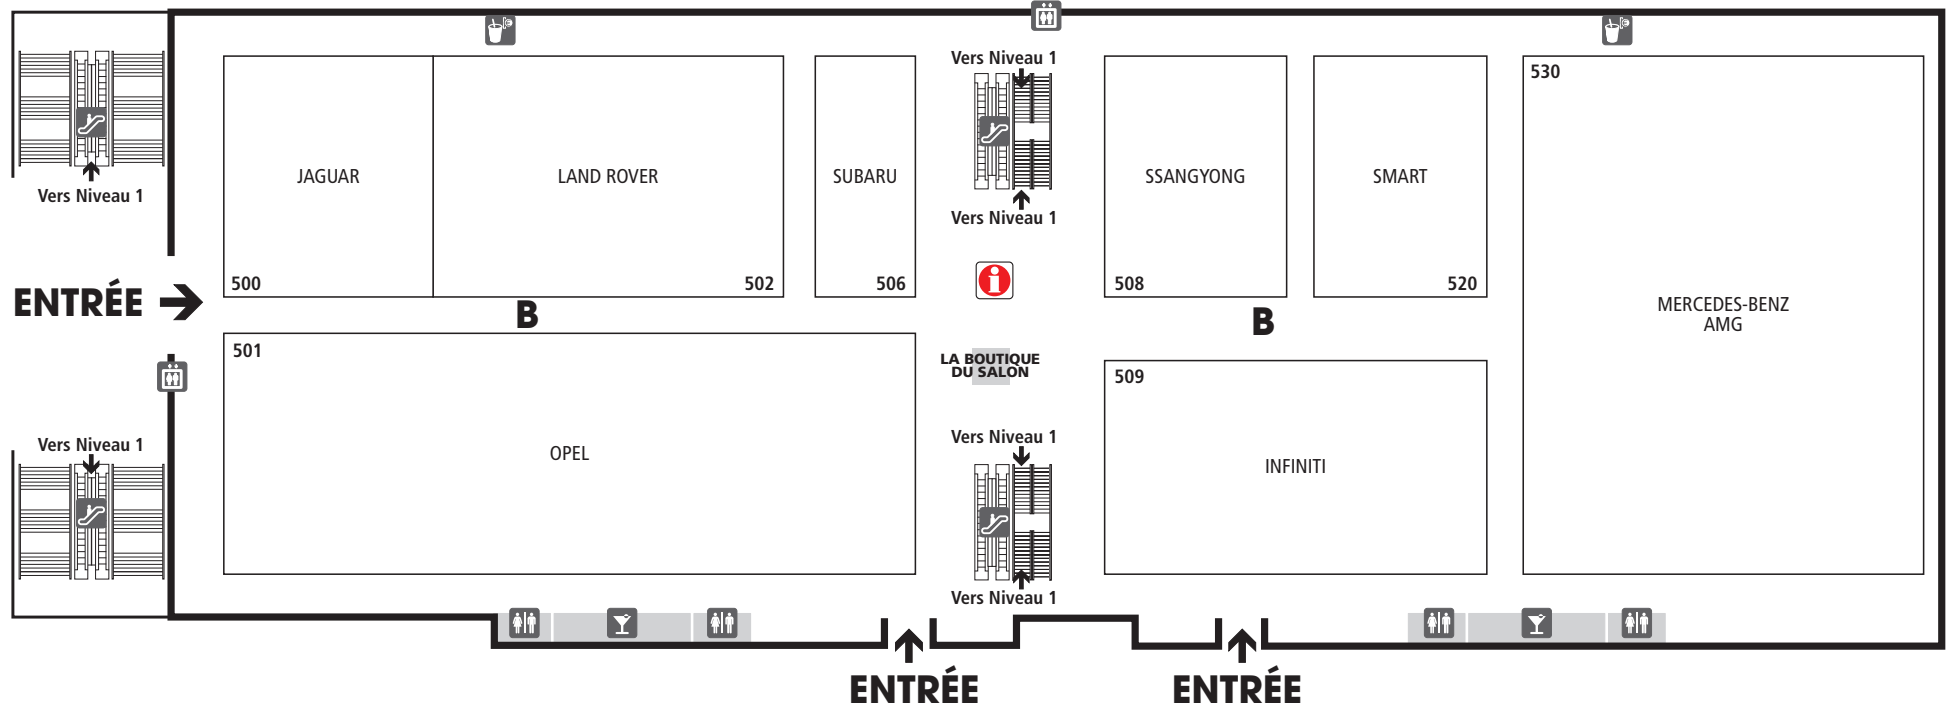 Vers Niveau 1
530
JAGUAR
LAND ROVER
SUBARU
SSANGYONG
SMART
Vers Niveau 1
Vers Niveau 1
500
502
506
i
508
520
ENTRÉE
B
B
MERCEDES-BENZ
AMG
501
LA BOUTIQUE
DU SALON
509
Vers Niveau 1
Vers Niveau 1
OPEL
INFINITI
Vers Niveau 1
ENTRÉE
ENTRÉE